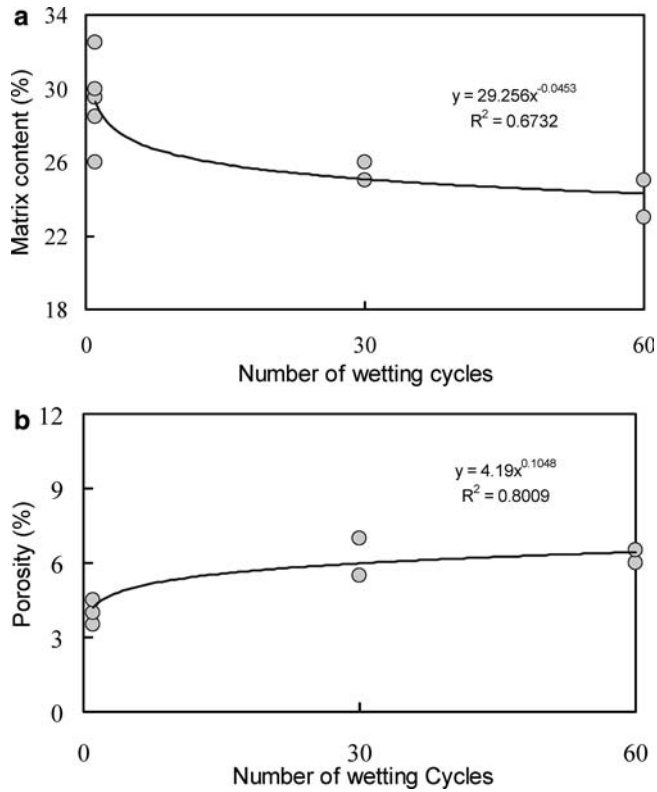 a
34
30
26
22
18
Matrix content (%)
y = 29.256x^-0.0453
R² = 0.6732
0 30 60
Number of wetting cycles
b
12
9
6
3
0
Porosity (%)
y = 4.19x^0.1048
R² = 0.8009
0 30 60
Number of wetting Cycles